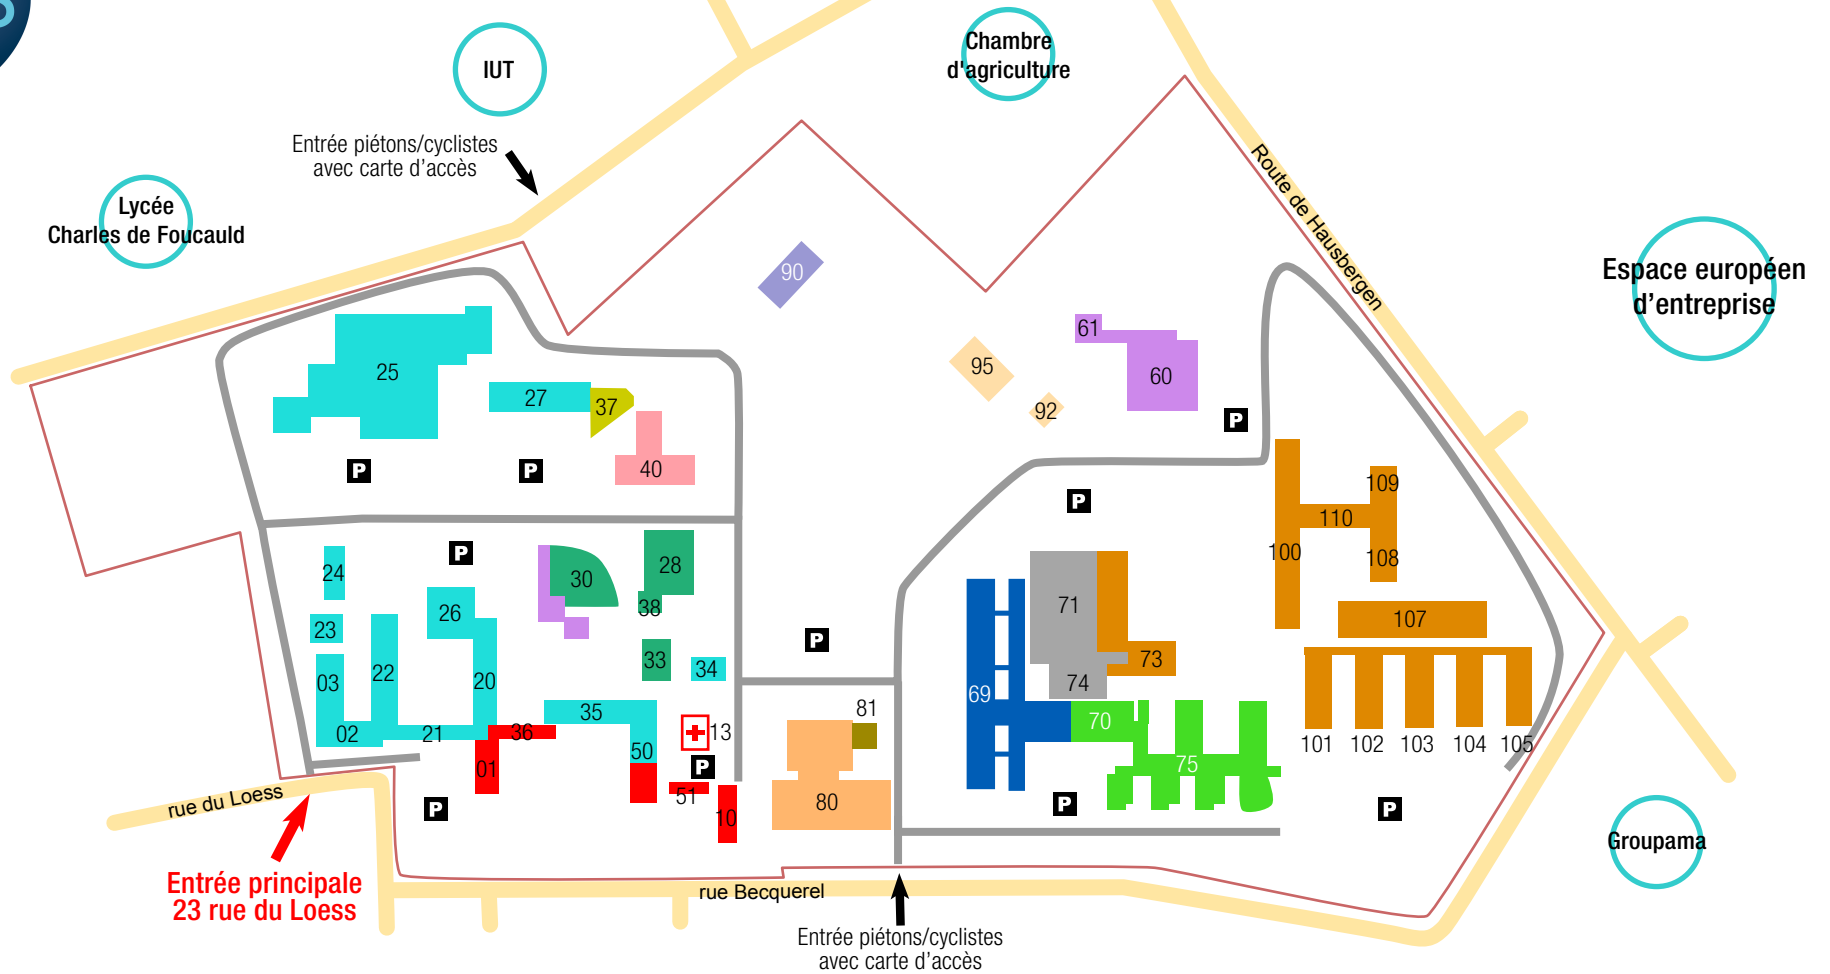 IUT
Chambre
d'agriculture
Entrée piétons/cyclistes
avec carte d'accès
Lycée
Charles de Foucauld
Route de Hausbergen
Espace européen
d'entreprise
90
61
60
95
92
25
27
37
40
P
P
P
P
100
109
110
108
107
24
23
03
22
02
21
26
20
30
28
38
33
34
35
36
01
50
13
51
10
P
P
P
P
81
80
69
71
73
74
70
75
101
102
103
104
105
P
P
rue du Loess
Entrée principale
23 rue du Loess
rue Becquerel
Entrée piétons/cyclistes
avec carte d'accès
Groupama